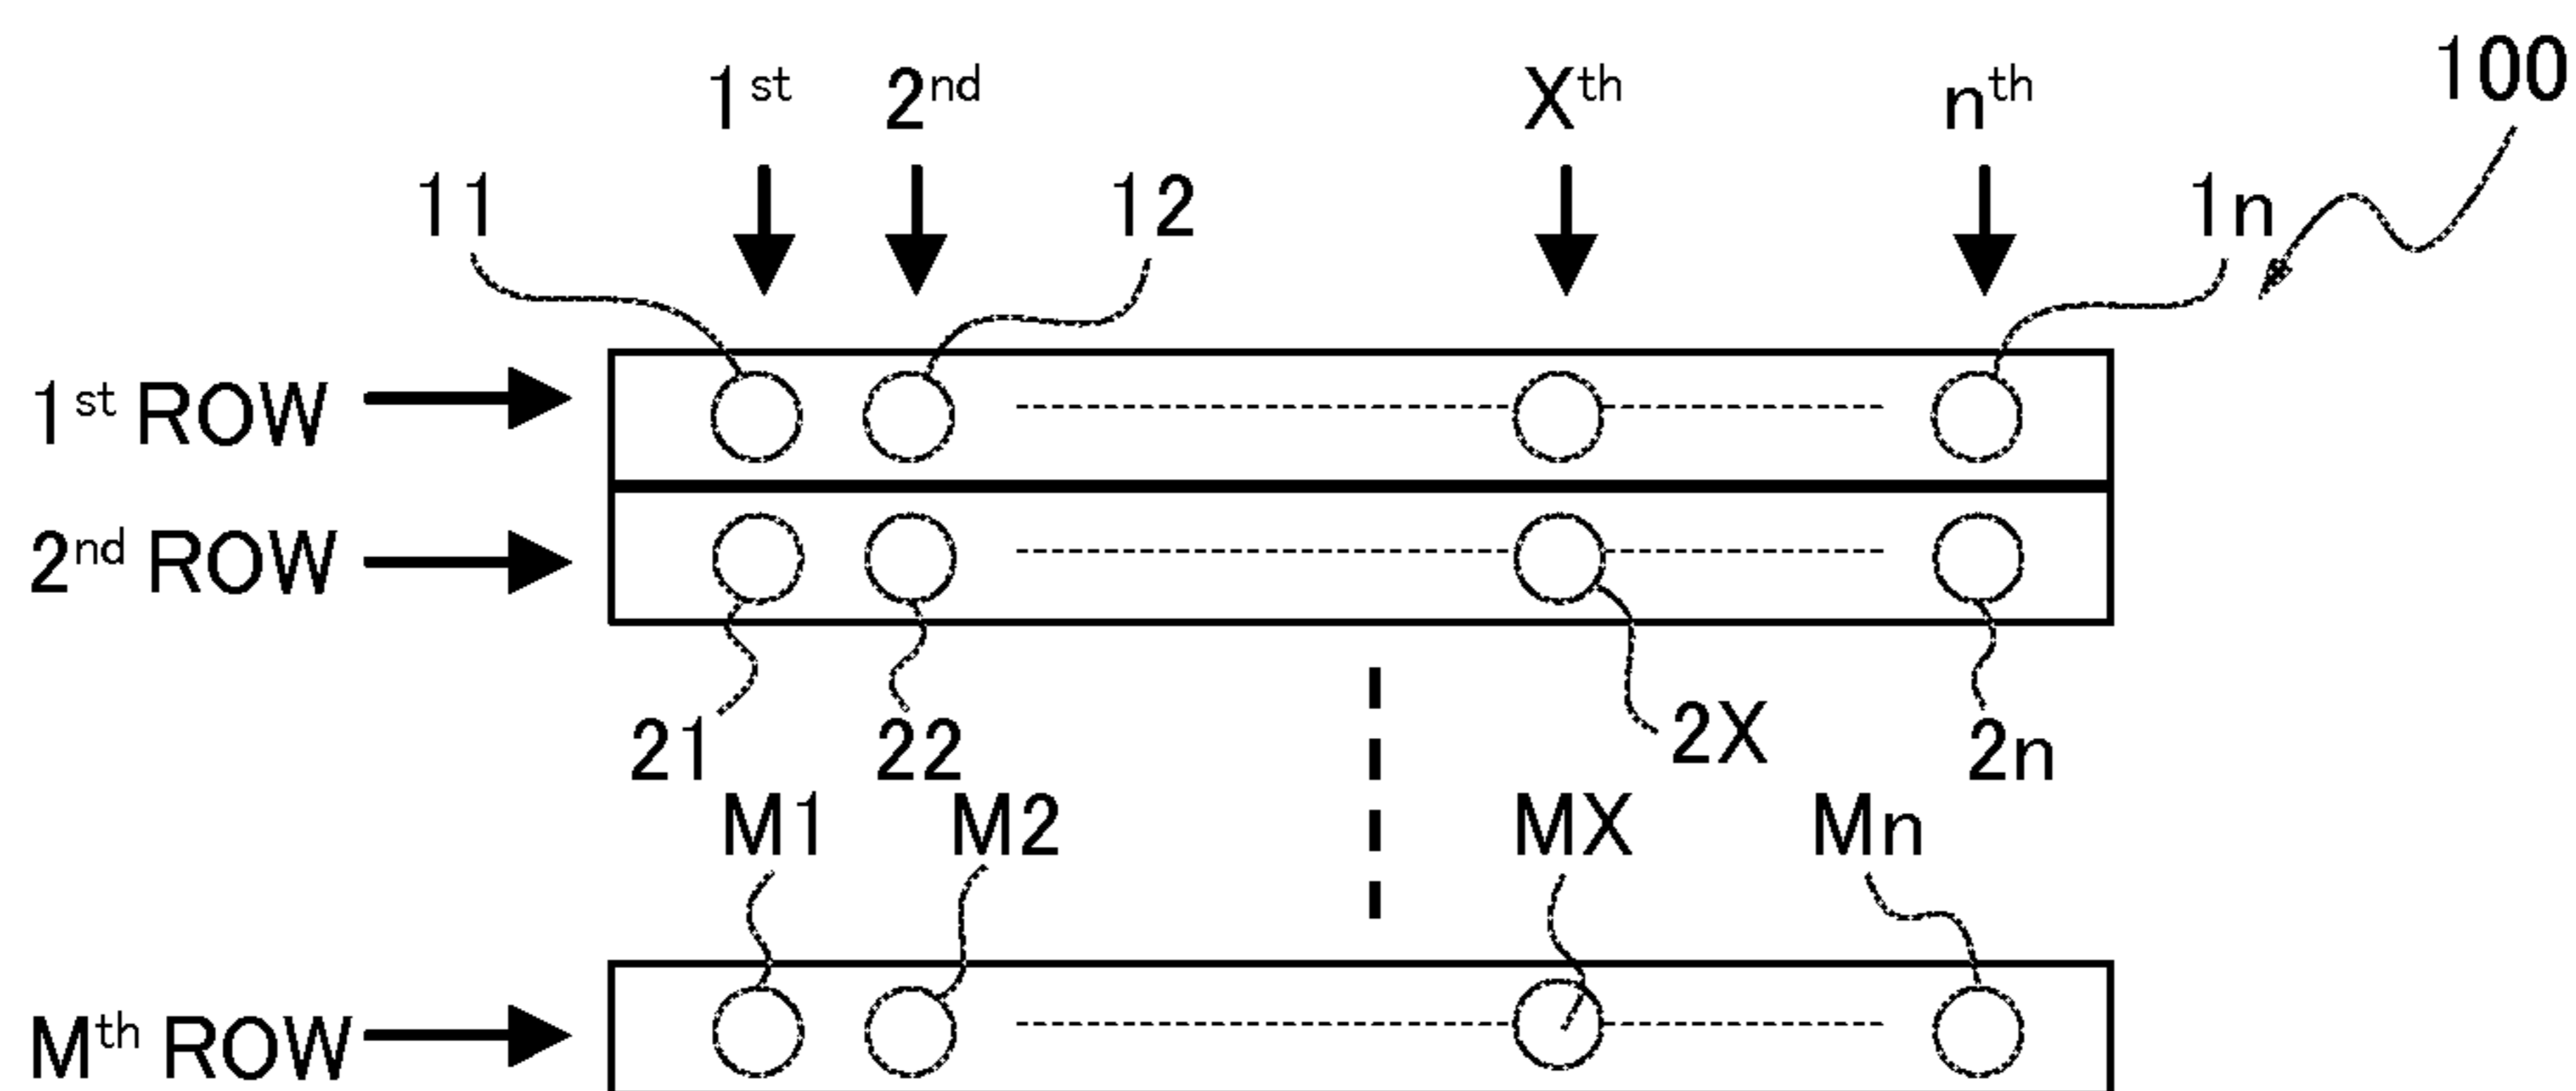 1st 2nd Xth nth 100
11 12 1n
1st ROW
2nd ROW
21 22 2X 2n
M1 M2 MX Mn
Mth ROW